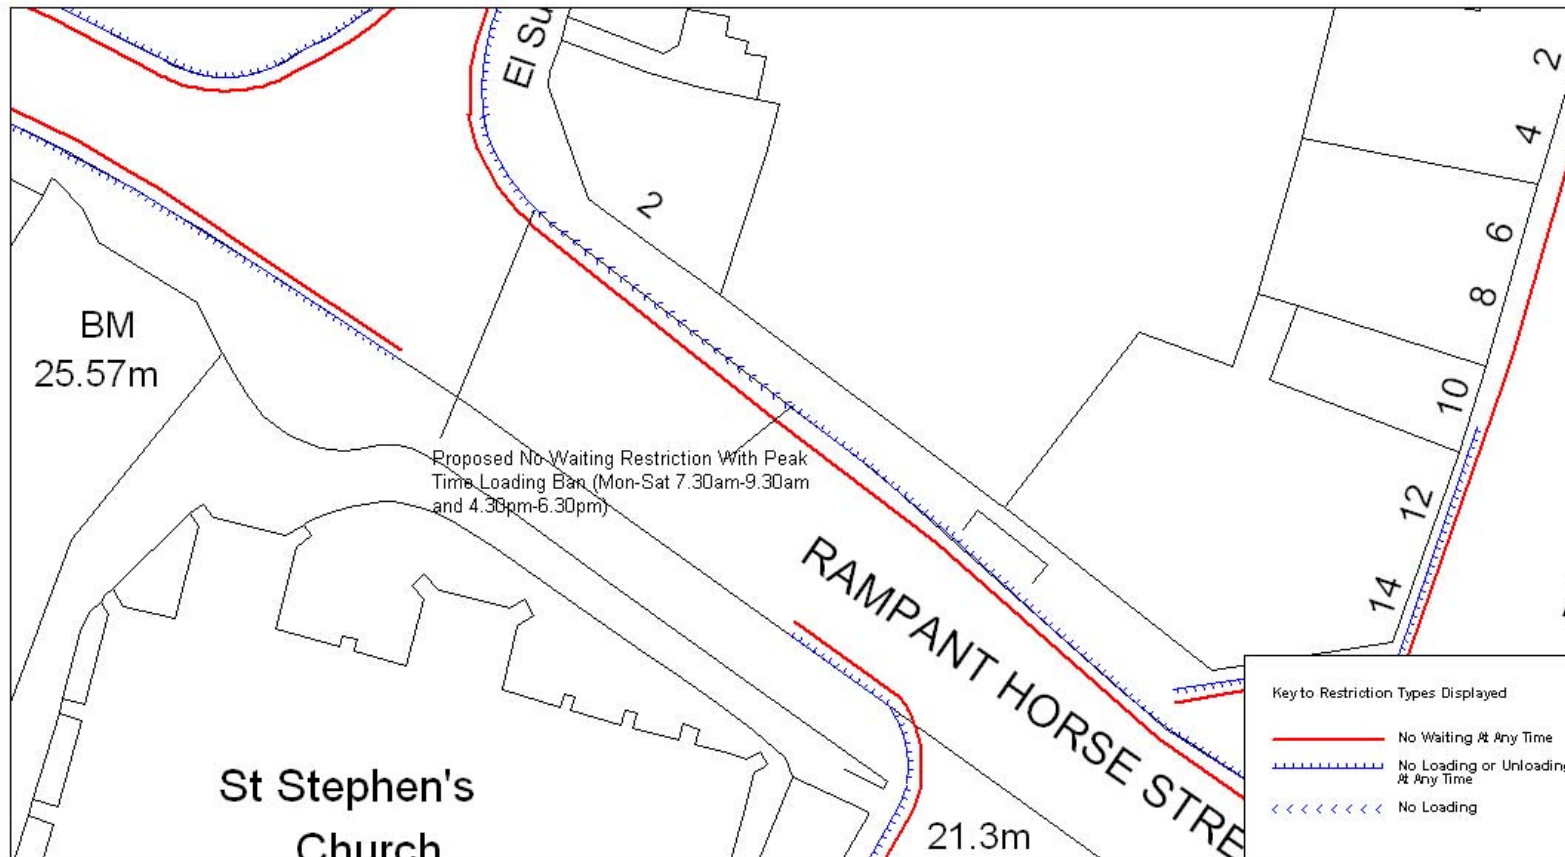 El Su
2
2
4
6
8
10
12
14
BM
25.57m
Proposed No Waiting Restriction With Peak
Time Loading Ban (Mon-Sat 7.30am-9.30am
and 4.30pm-6.30pm)
RAMPANT HORSE STRE
St Stephen's
Church
21.3m
Key to Restriction Types Displayed
No Waiting At Any Time
No Loading or Unloading
At Any Time
No Loading